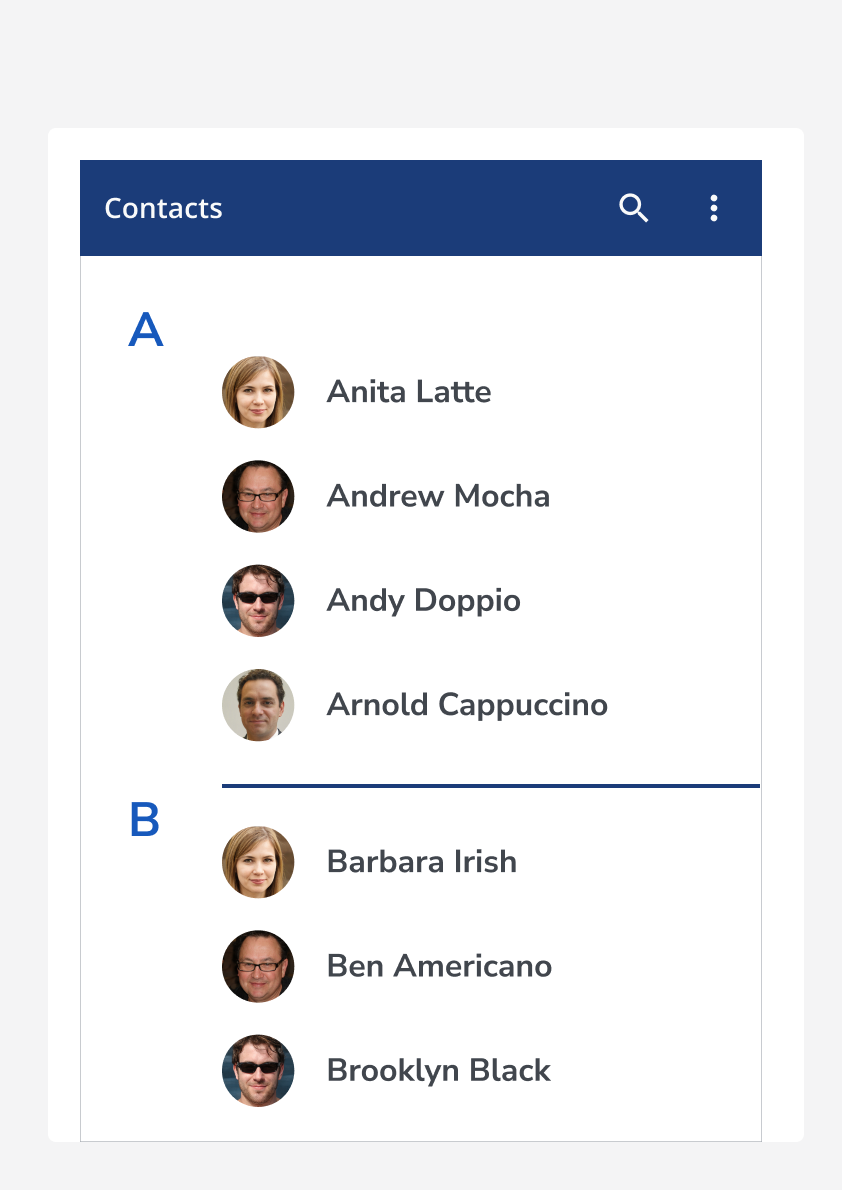 Contacts
A
Anita Latte
Andrew Mocha
Andy Doppio
Arnold Cappuccino
B
Barbara Irish
Ben Americano
Brooklyn Black